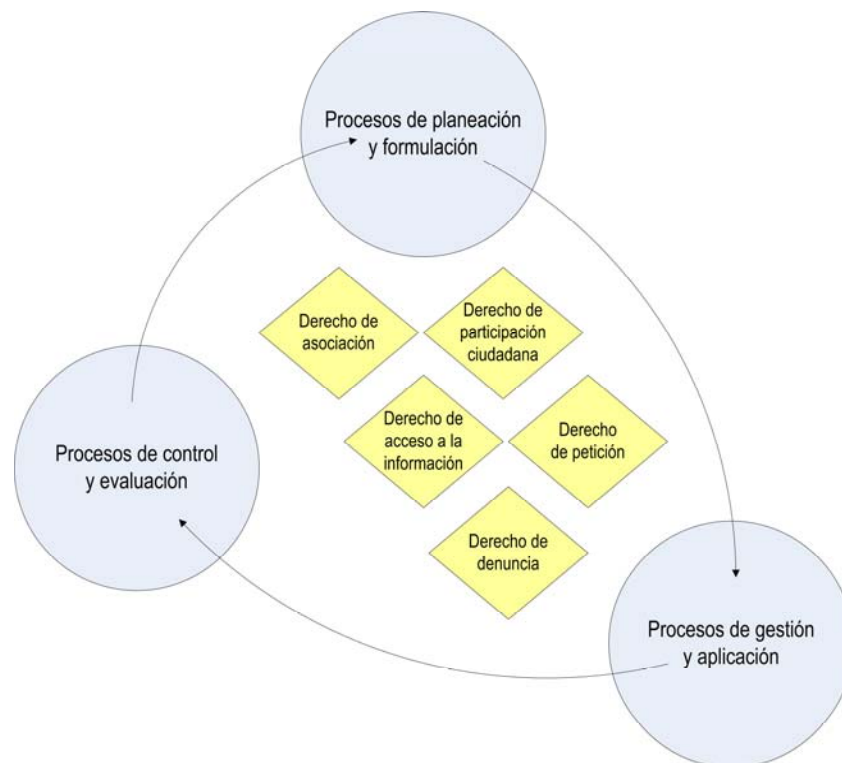 Procesos de planeación
y formulación
Derecho de
asociación
Derecho de
participación
ciudadana
Derecho de
acceso a la
información
Derecho
de petición
Procesos de control
y evaluación
Derecho de
denuncia
Procesos de gestión
y aplicación